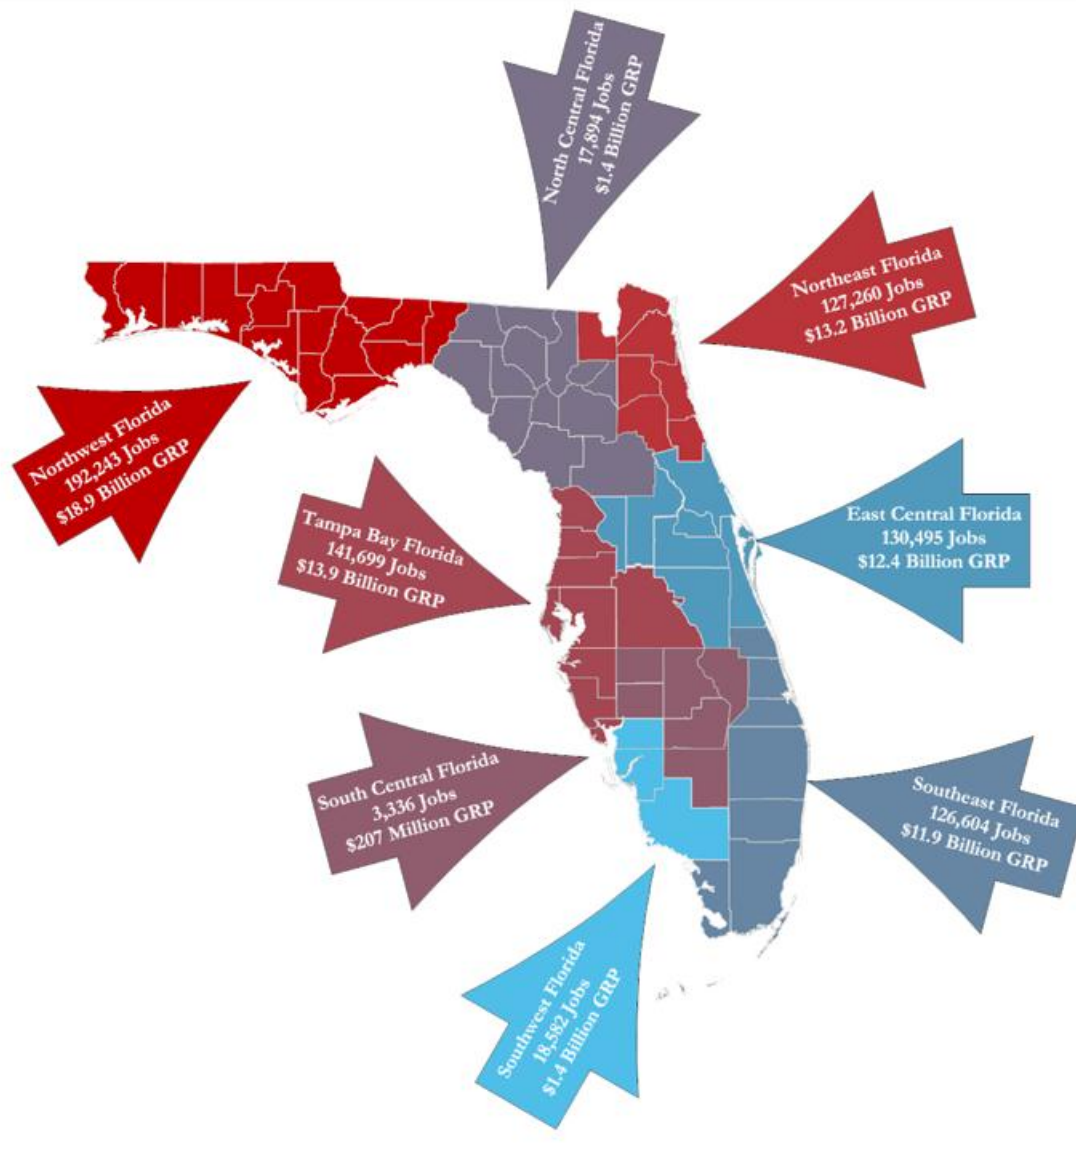 North Central Florida
17,894 Jobs
$1.4 Billion GRP
Northeast Florida
127,260 Jobs
$13.2 Billion GRP
Northwest Florida
192,243 Jobs
$18.9 Billion GRP
Tampa Bay Florida
141,699 Jobs
$13.9 Billion GRP
East Central Florida
130,495 Jobs
$12.4 Billion GRP
South Central Florida
3,336 Jobs
$207 Million GRP
Southeast Florida
126,604 Jobs
$11.9 Billion GRP
Southwest Florida
18,582 Jobs
$1.4 Billion GRP